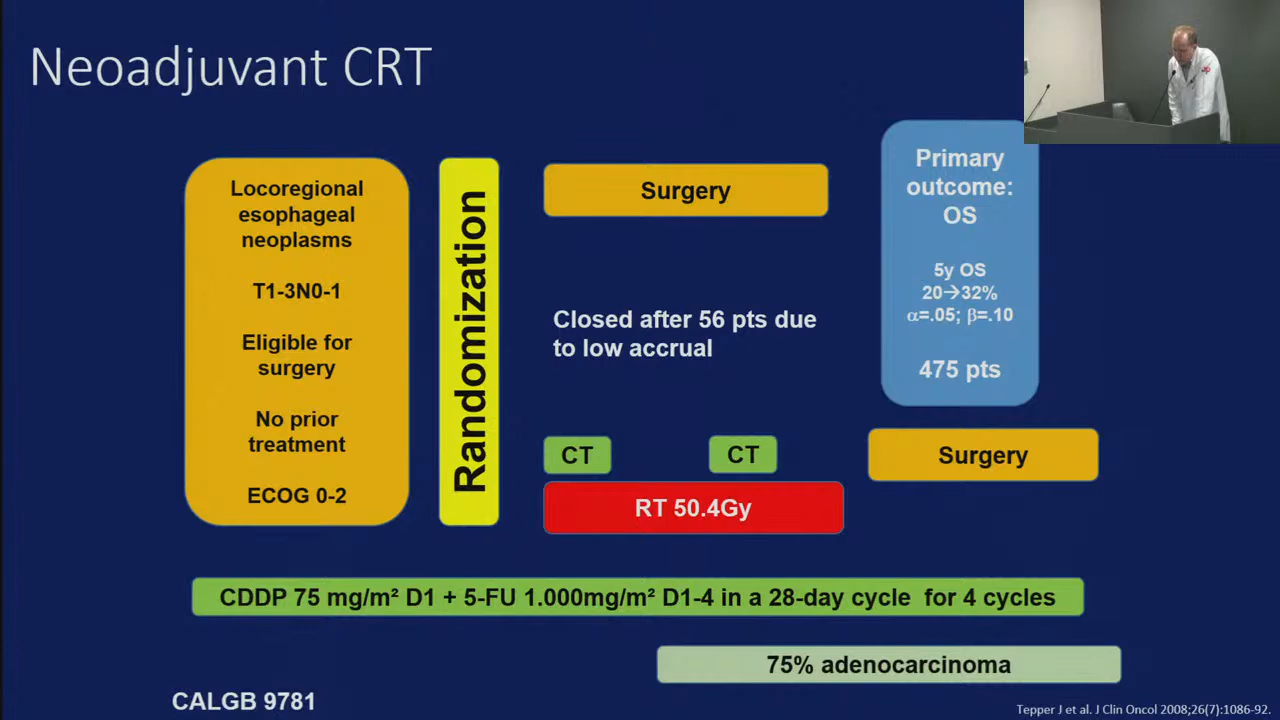 Neoadjuvant CRT
Locoregional
esophageal
neoplasms
T1-3N0-1
Eligible for
surgery
No prior
treatment
ECOG 0-2
Randomization
Surgery
Closed after 56 pts due
to low accrual
CT
CT
RT 50.4Gy
Primary
outcome:
OS
5y OS
20→32%
α=.05; β=.10
475 pts
Surgery
CDDP 75 mg/m² D1 + 5-FU 1.000mg/m² D1-4 in a 28-day cycle for 4 cycles
75% adenocarcinoma
CALGB 9781
Tepper J et al. J Clin Oncol 2008;26(7):1086-92.